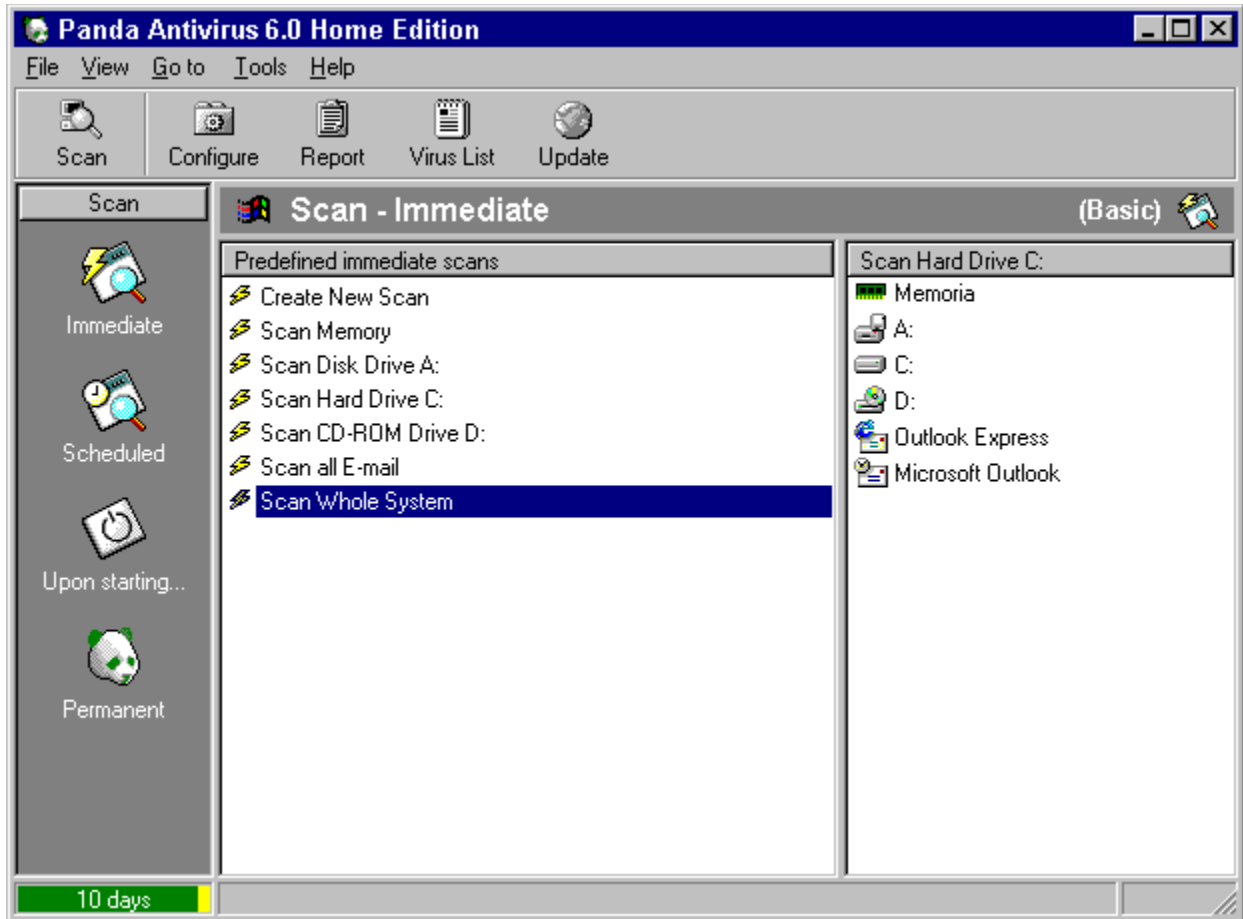 Panda Antivirus 6.0 Home Edition
File View Go to Tools Help
Scan Configure Report Virus List Update
Scan
Immediate
Scheduled
Upon starting...
Permanent
Scan - Immediate (Basic)
Predefined immediate scans
Create New Scan
Scan Memory
Scan Disk Drive A:
Scan Hard Drive C:
Scan CD-ROM Drive D:
Scan all E-mail
Scan Whole System
Scan Hard Drive C:
Memoria
A:
C:
D:
Outlook Express
Microsoft Outlook
10 days